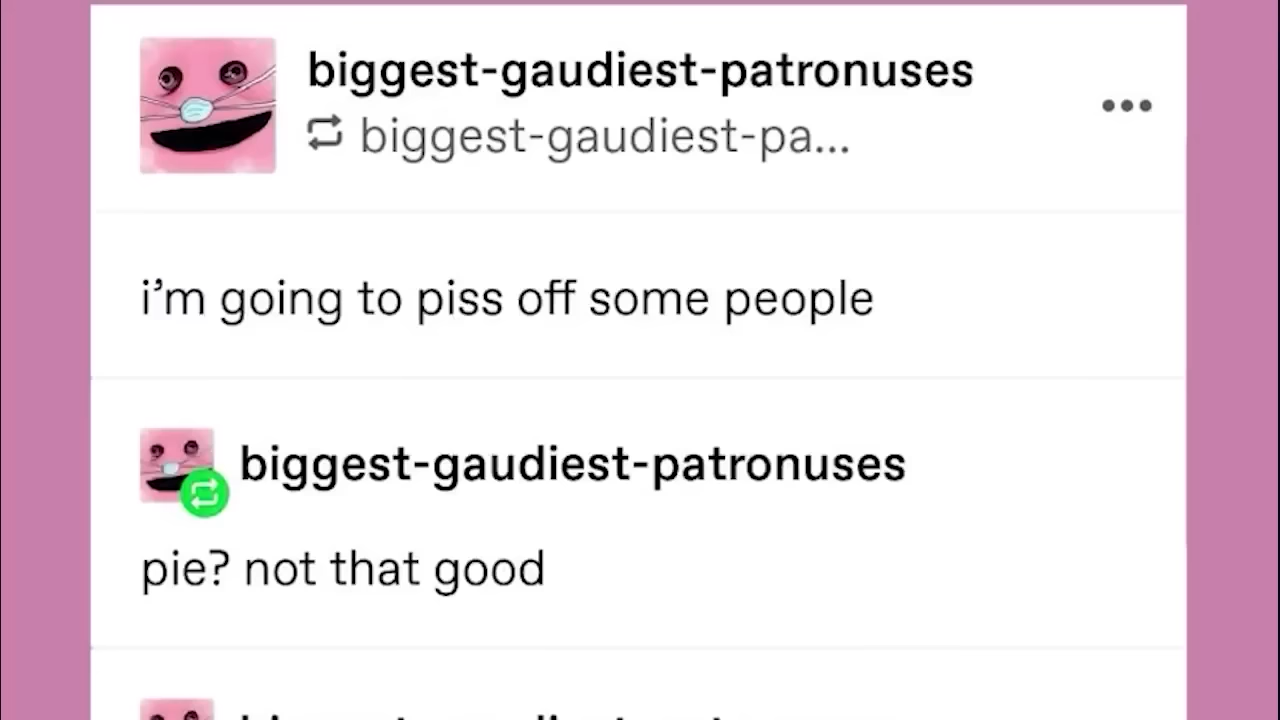 biggest-gaudiest-patronuses
biggest-gaudiest-pa...
i'm going to piss off some people
biggest-gaudiest-patronuses
pie? not that good